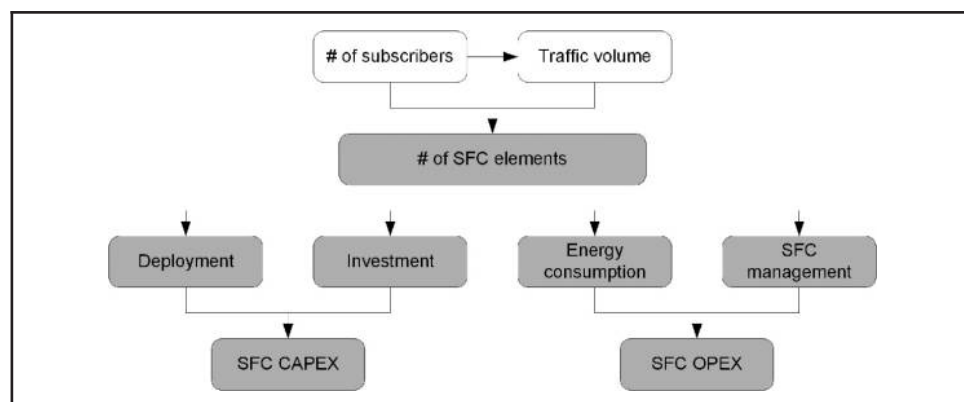 # of subscribers
Traffic volume
# of SFC elements
Deployment
Investment
Energy
consumption
SFC
management
SFC CAPEX
SFC OPEX